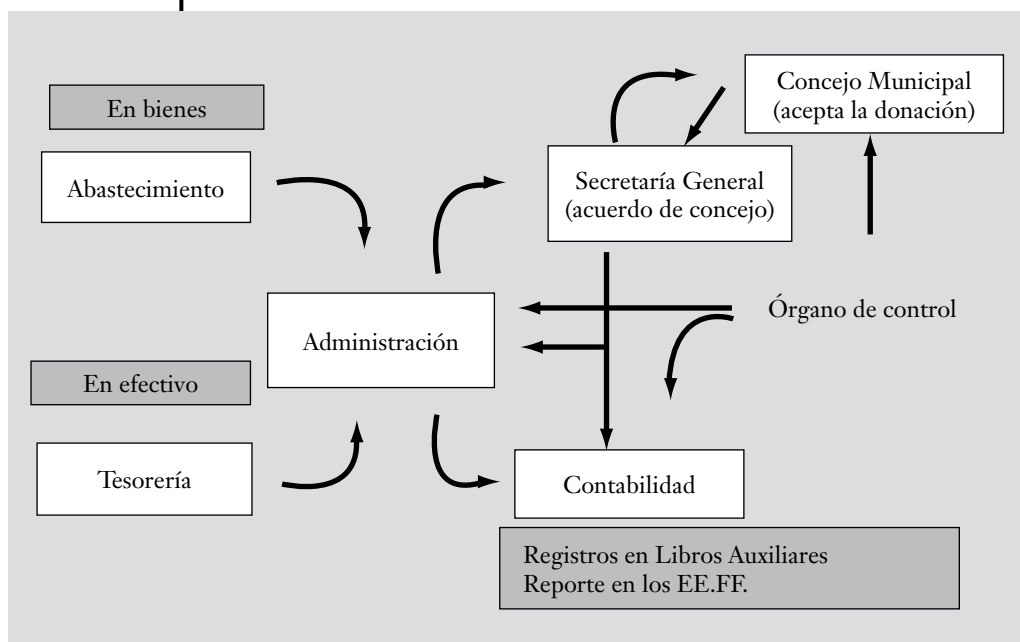 En bienes
Abastecimiento
Concejo Municipal
(acepta la donación)
Secretaría General
(acuerdo de concejo)
Administración
Órgano de control
En efectivo
Tesorería
Contabilidad
Registros en Libros Auxiliares
Reporte en los EE.FF.